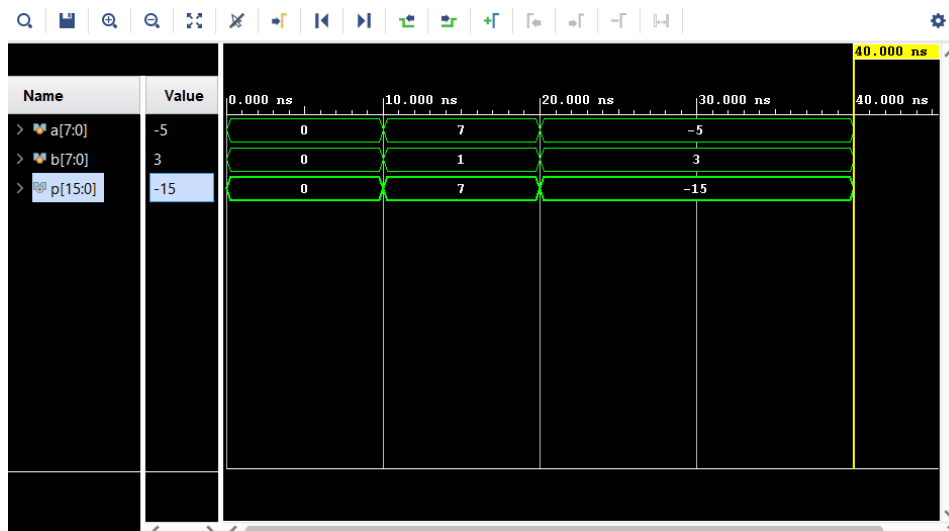 40.000 ns
Name Value 0.000 ns 10.000 ns 20.000 ns 30.000 ns 40.000 ns
a[7:0] -5 0 7 -5
b[7:0] 3 0 1 3
p[15:0] -15 0 7 -15